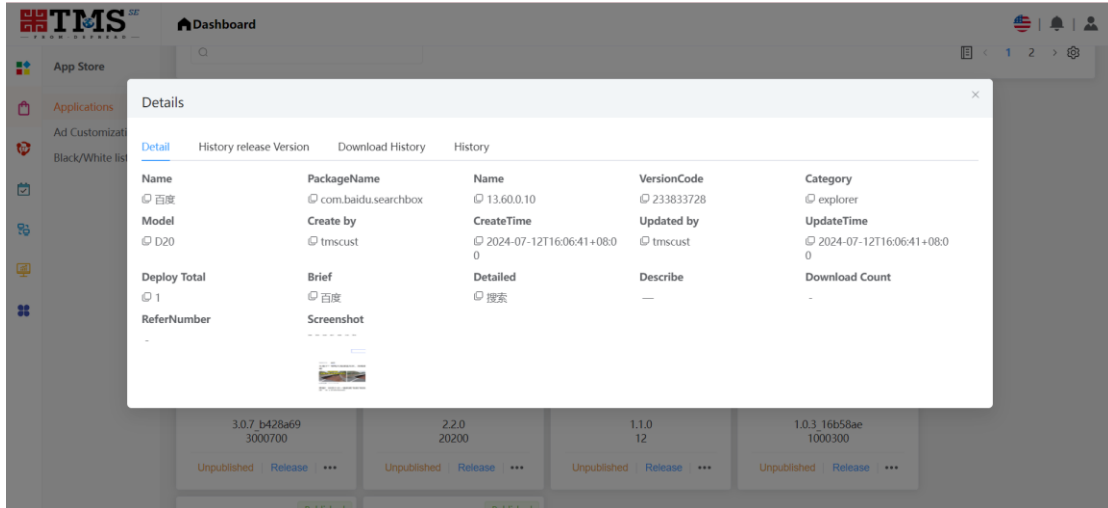 TMS SE
FROM OFFREAD
Dashboard
1 2
App Store
Applications
Ad Customizati
Black/White list
Details
Detail History release Version Download History History
Name PackageName Name VersionCode Category
百度 com.baidu.searchbox 13.60.0.10 233833728 explorer
Model Create by CreateTime Updated by UpdateTime
D20 tmscust 2024-07-12T16:06:41+08:0 tmscust 2024-07-12T16:06:41+08:0
0 0
Deploy Total Brief Detailed Describe Download Count
1 百度 搜索 — -
ReferNumber Screenshot
-
3.0.7_b428a69 2.2.0 1.1.0 1.0.3_16b58ae
3000700 20200 12 1000300
Unpublished Release ••• Unpublished Release ••• Unpublished Release ••• Unpublished Release •••